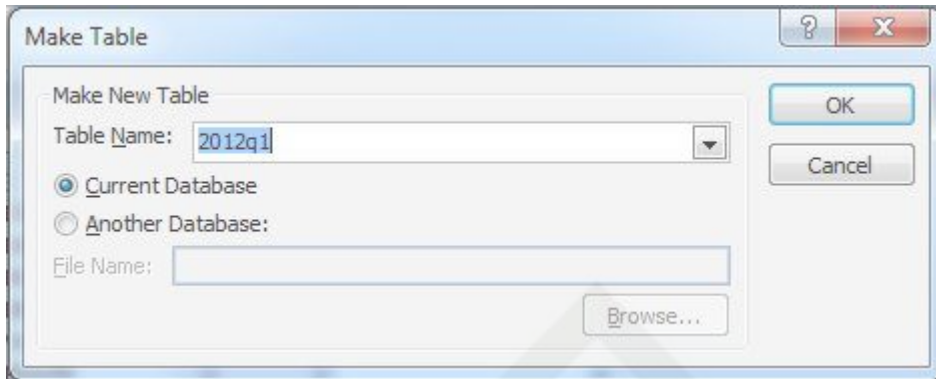 Make Table
Make New Table
Table Name: 2012q1
Current Database
Another Database:
File Name:
Browse...
OK
Cancel